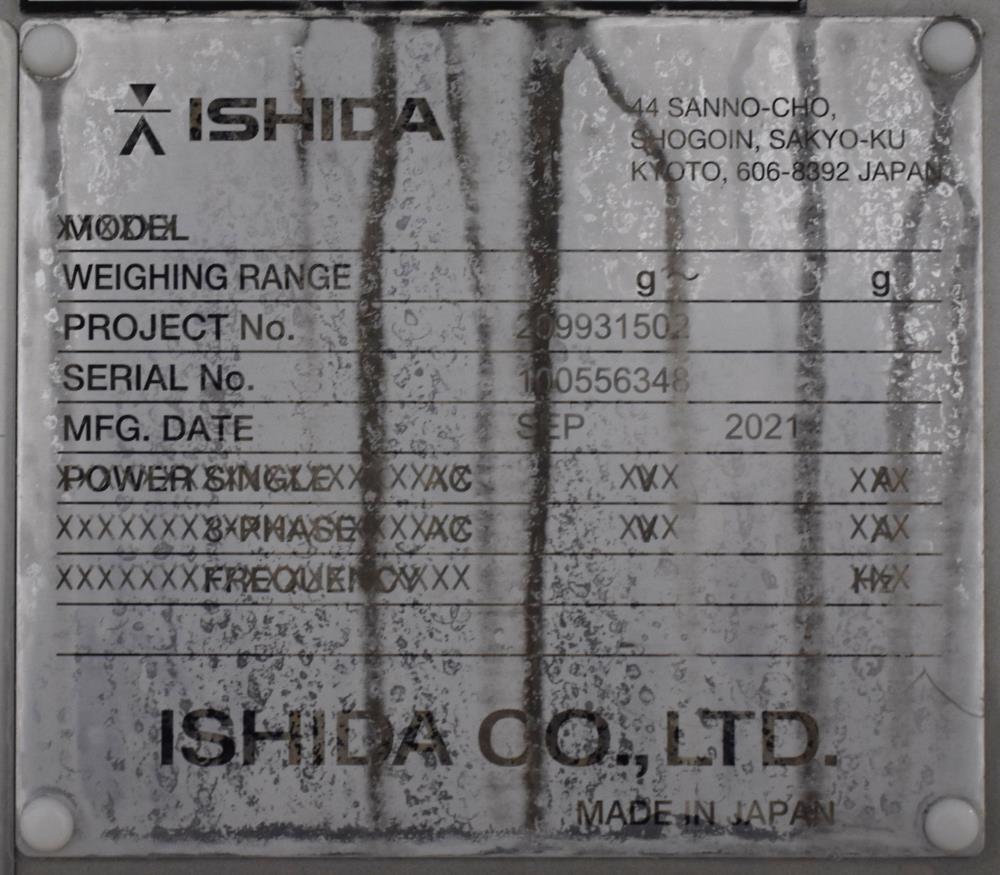 ISHIDA
44 SANNO-CHO,
SHOGOIN, SAKYO-KU
KYOTO, 606-8392 JAPAN
MODEL
WEIGHING RANGE g ~ g
PROJECT No. 209931502
SERIAL No. 100556348
MFG. DATE SEP 2021
POWER SINGLE AC V A
3-PHASE AC V A
FREQUENCY Hz
ISHIDA CO., LTD.
MADE IN JAPAN